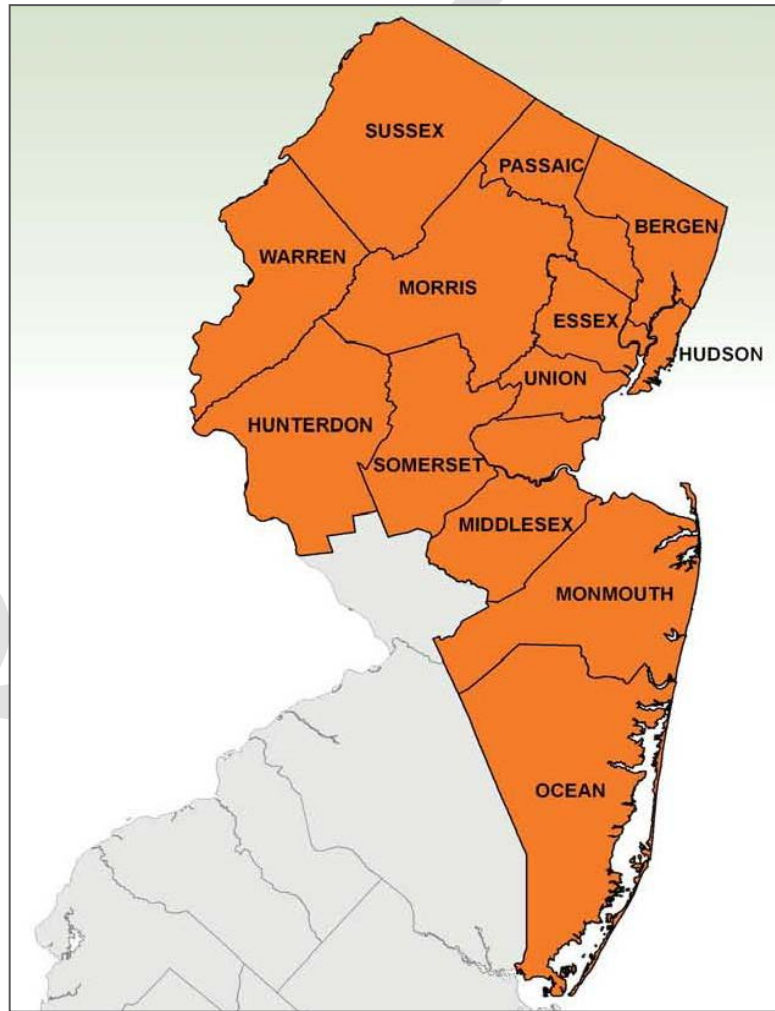 SUSSEX
PASSAIC
BERGEN
WARREN
MORRIS
ESSEX
HUDSON
UNION
HUNTERDON
SOMERSET
MIDDLESEX
MONMOUTH
OCEAN